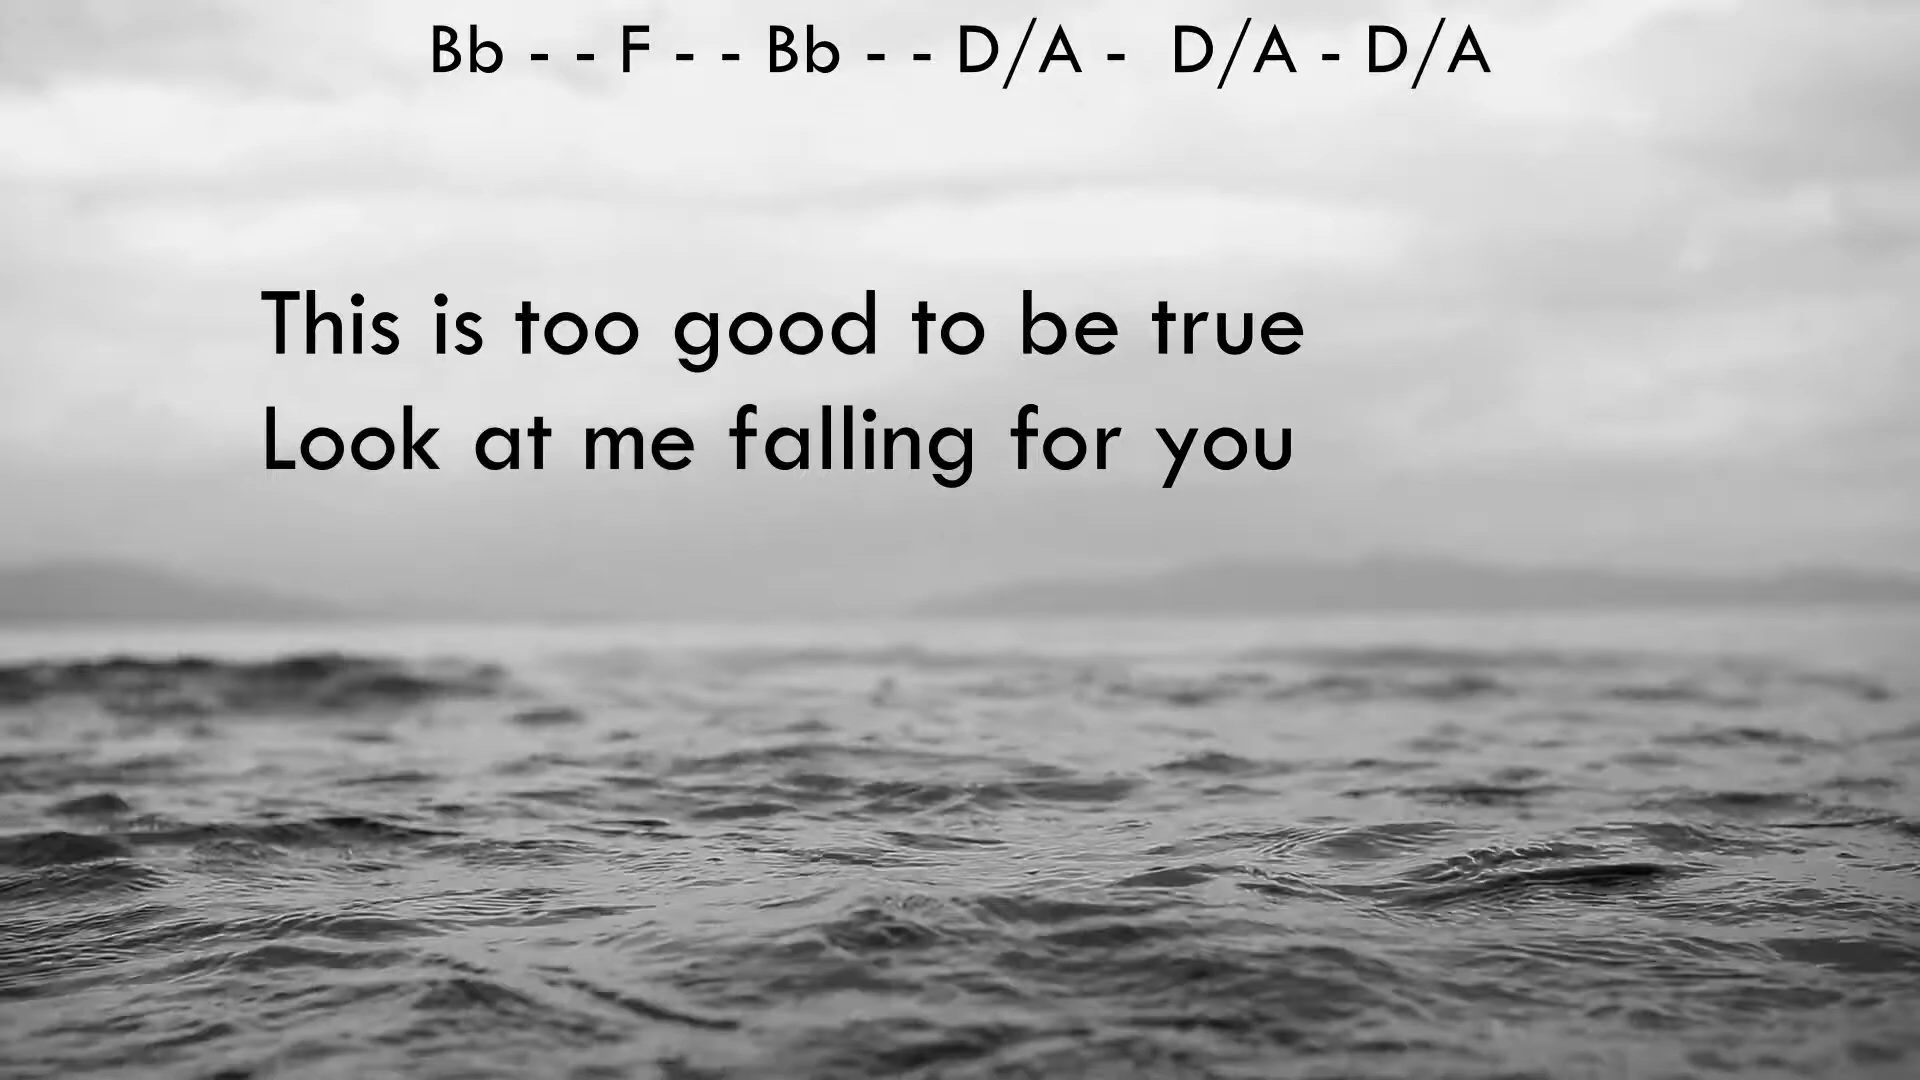 Bb - - F - - Bb - - D/A - D/A - D/A
This is too good to be true
Look at me falling for you